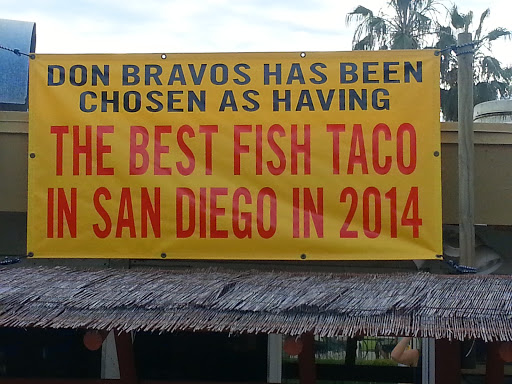 DON BRAVOS HAS BEEN
CHOSEN AS HAVING
THE BEST FISH TACO
IN SAN DIEGO IN 2014